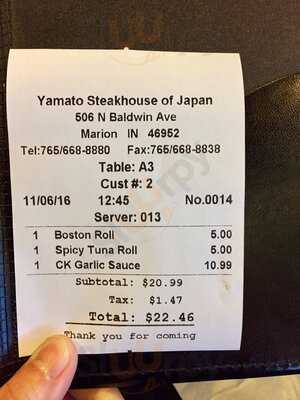 Yamato Steakhouse of Japan
506 N Baldwin Ave
Marion IN 46952
Tel:765/668-8880 Fax:765/668-8838
Table: A3
Cust #: 2
11/06/16 12:45 No.0014
Server: 013
1 Boston Roll 5.00
1 Spicy Tuna Roll 5.00
1 CK Garlic Sauce 10.99
Subtotal: $20.99
Tax: $1.47
Total: $22.46
Thank you for coming